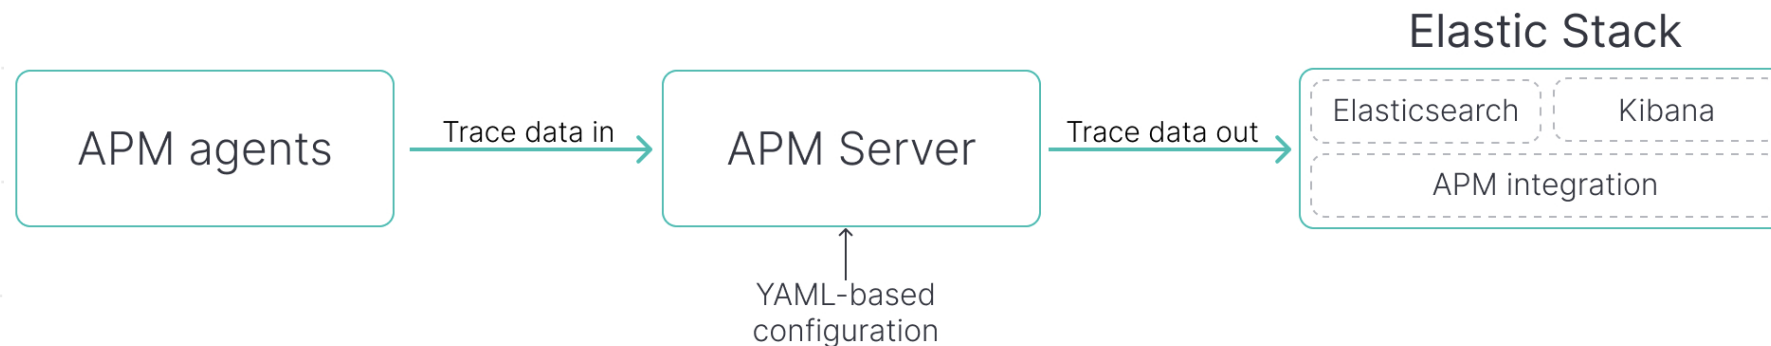 Elastic Stack
APM agents
Trace data in
APM Server
Trace data out
Elasticsearch
Kibana
APM integration
YAML-based
configuration